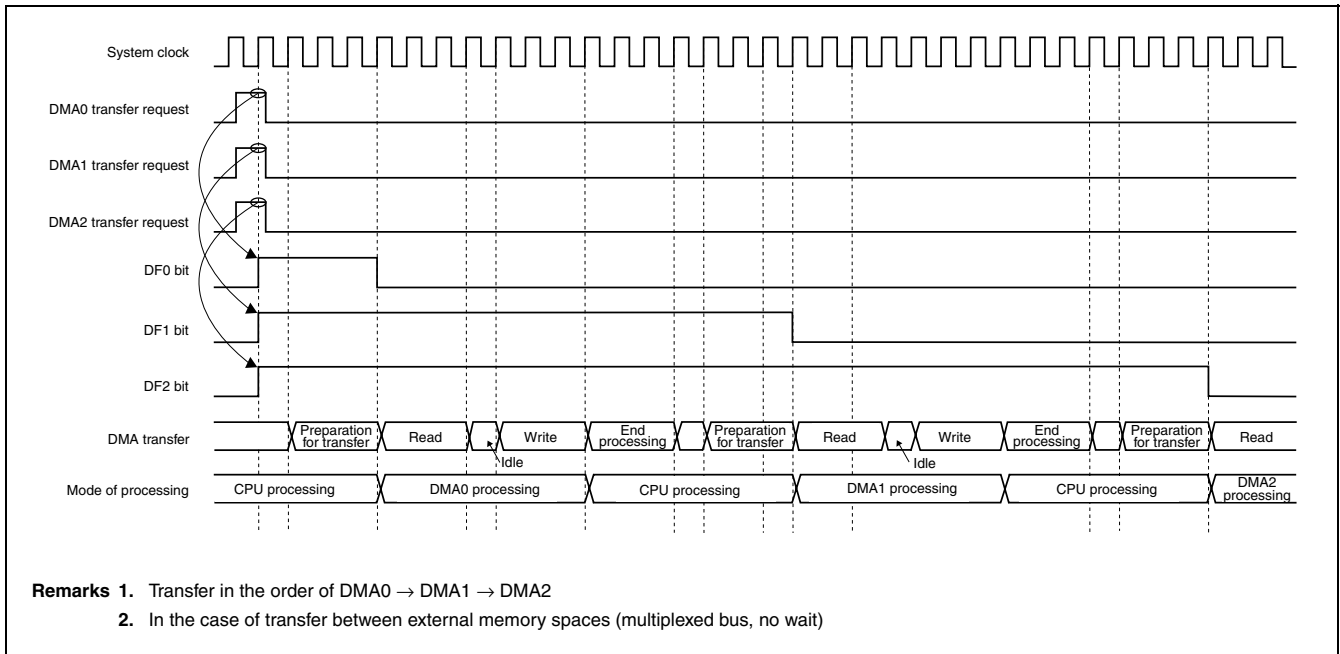 System clock
DMA0 transfer request
DMA1 transfer request
DMA2 transfer request
DF0 bit
DF1 bit
DF2 bit
DMA transfer
Preparation
for transfer
Read
Idle
Write
End
processing
Preparation
for transfer
Read
Idle
Write
End
processing
Preparation
for transfer
Read
Mode of processing
CPU processing
DMA0 processing
CPU processing
DMA1 processing
CPU processing
DMA2
processing
Remarks 1. Transfer in the order of DMA0 → DMA1 → DMA2
2. In the case of transfer between external memory spaces (multiplexed bus, no wait)